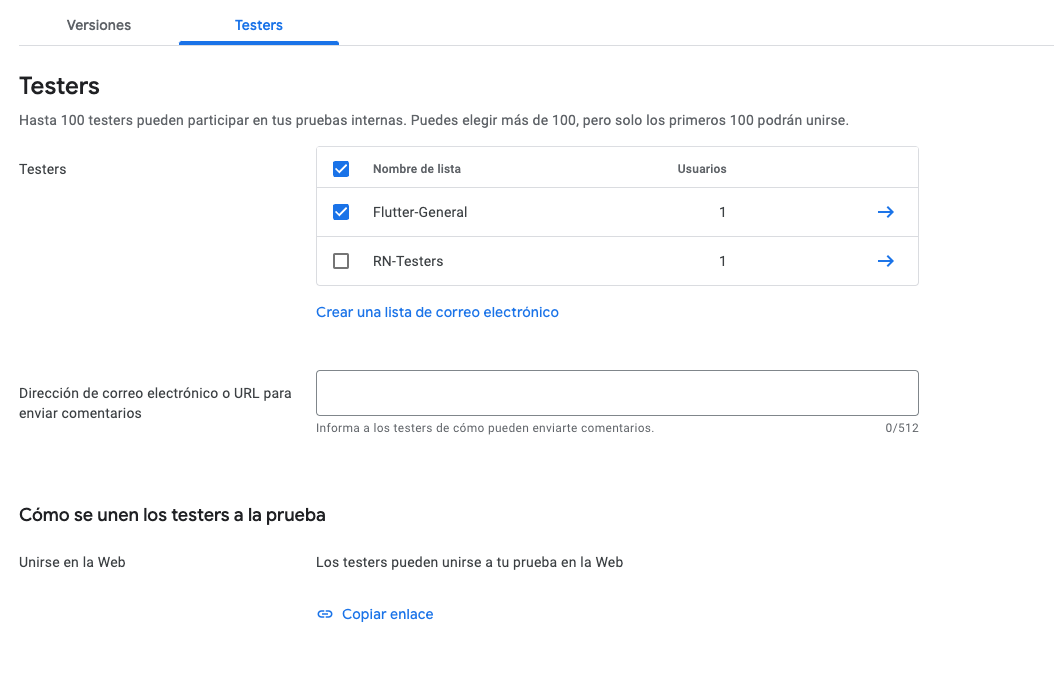 Versiones
Testers
Testers
Hasta 100 testers pueden participar en tus pruebas internas. Puedes elegir más de 100, pero solo los primeros 100 podrán unirse.
Testers
Nombre de lista Usuarios
Flutter-General 1
RN-Testers 1
Crear una lista de correo electrónico
Dirección de correo electrónico o URL para
enviar comentarios
Informa a los testers de cómo pueden enviarte comentarios. 0/512
Cómo se unen los testers a la prueba
Unirse en la Web
Los testers pueden unirse a tu prueba en la Web
Copiar enlace